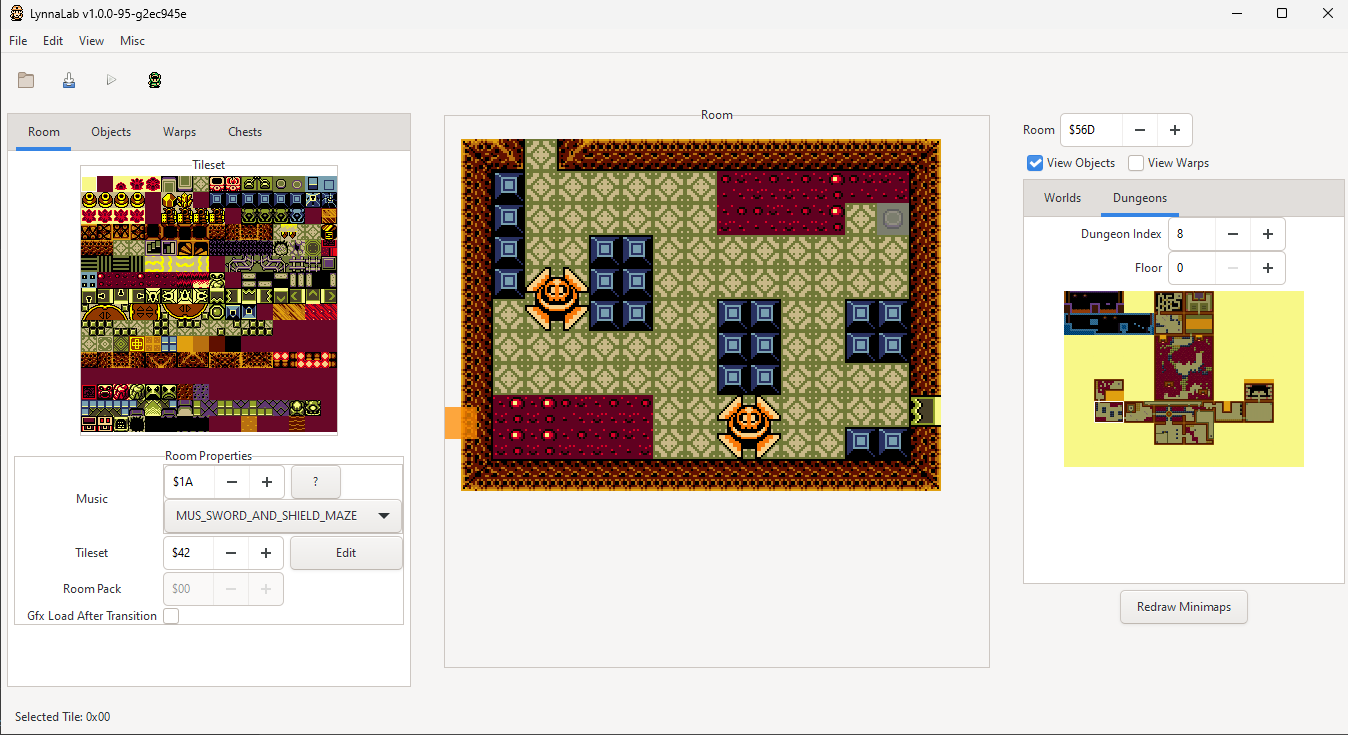 LynnaLab v1.0.0-95-g2ec945e
File Edit View Misc
Room Objects Warps Chests
Tileset
Room Properties
Music $1A ?
MUS_SWORD_AND_SHIELD_MAZE
Tileset $42 Edit
Room Pack $00
Gfx Load After Transition
Room
Room $56D
View Objects View Warps
Worlds Dungeons
Dungeon Index 8
Floor 0
Redraw Minimaps
Selected Tile: 0x00